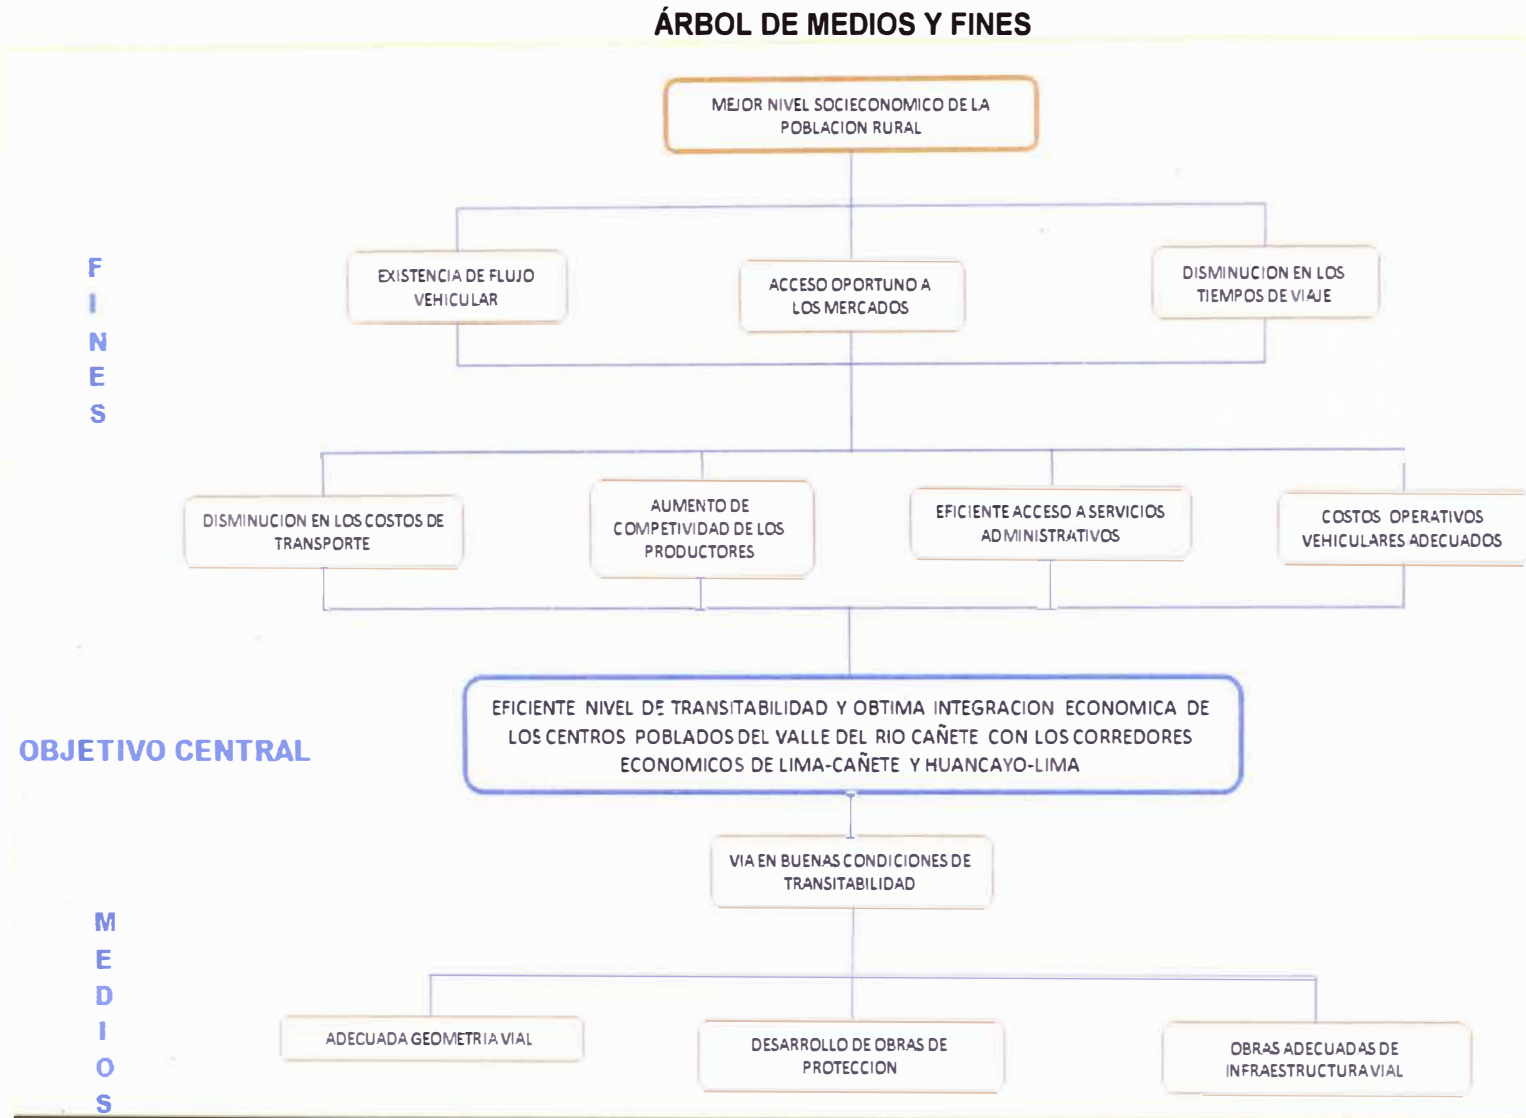 ÁRBOL DE MEDIOS Y FINES
MEJOR NIVEL SOCIECONOMICO DE LA
POBLACION RURAL
F
I
N
E
S
EXISTENCIA DE FLUJO
VEHICULAR
ACCESO OPORTUNO A
LOS MERCADOS
DISMINUCION EN LOS
TIEMPOS DE VIAJE
DISMINUCION EN LOS COSTOS DE
TRANSPORTE
AUMENTO DE
COMPETIVIDAD DE LOS
PRODUCTORES
EFICIENTE ACCESO A SERVICIOS
ADMINISTRATIVOS
COSTOS OPERATIVOS
VEHICULARES ADECUADOS
OBJETIVO CENTRAL
EFICIENTE NIVEL DE TRANSITABILIDAD Y OBTIMA INTEGRACION ECONOMICA DE
LOS CENTROS POBLADOS DEL VALLE DEL RIO CAÑETE CON LOS CORREDORES
ECONOMICOS DE LIMA-CAÑETE Y HUANCAYO-LIMA
VIA EN BUENAS CONDICIONES DE
TRANSITABILIDAD
M
E
D
I
O
S
ADECUADA GEOMETRIA VIAL
DESARROLLO DE OBRAS DE
PROTECCION
OBRAS ADECUADAS DE
INFRAESTRUCTURA VIAL